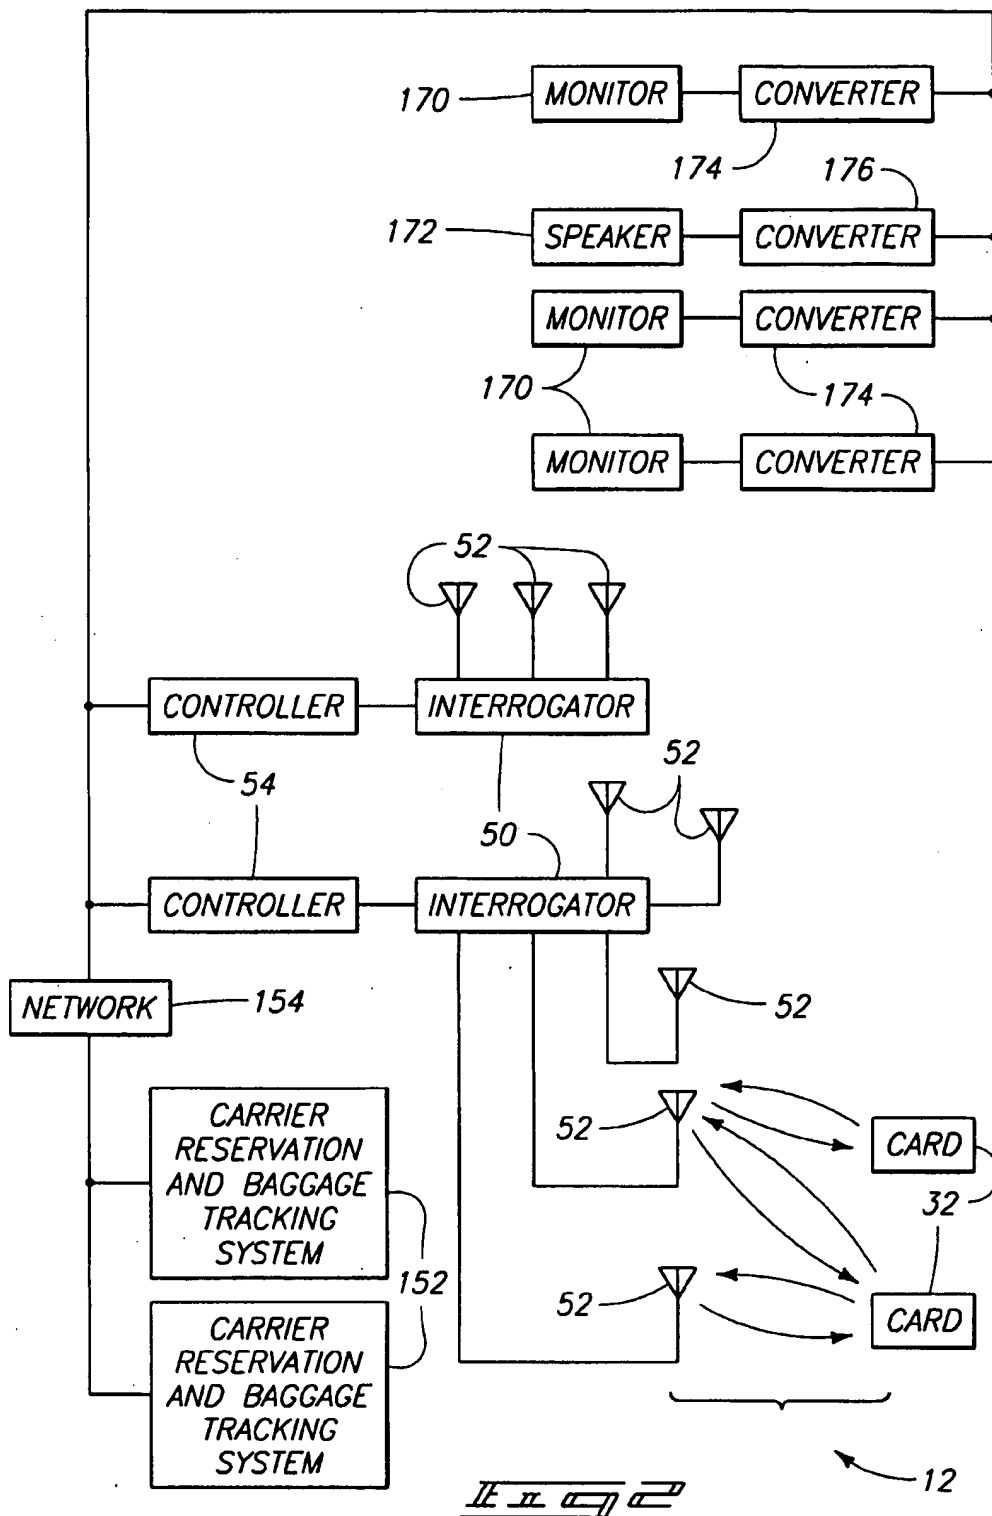 170 MONITOR CONVERTER
174 176
172 SPEAKER CONVERTER
MONITOR CONVERTER
170 174
MONITOR CONVERTER
52
CONTROLLER INTERROGATOR
54 52
50
CONTROLLER INTERROGATOR
NETWORK 154 52
CARRIER
RESERVATION
AND BAGGAGE
TRACKING
SYSTEM
52 CARD
32
152
52 CARD
CARRIER
RESERVATION
AND BAGGAGE
TRACKING
SYSTEM
12
Fig 2